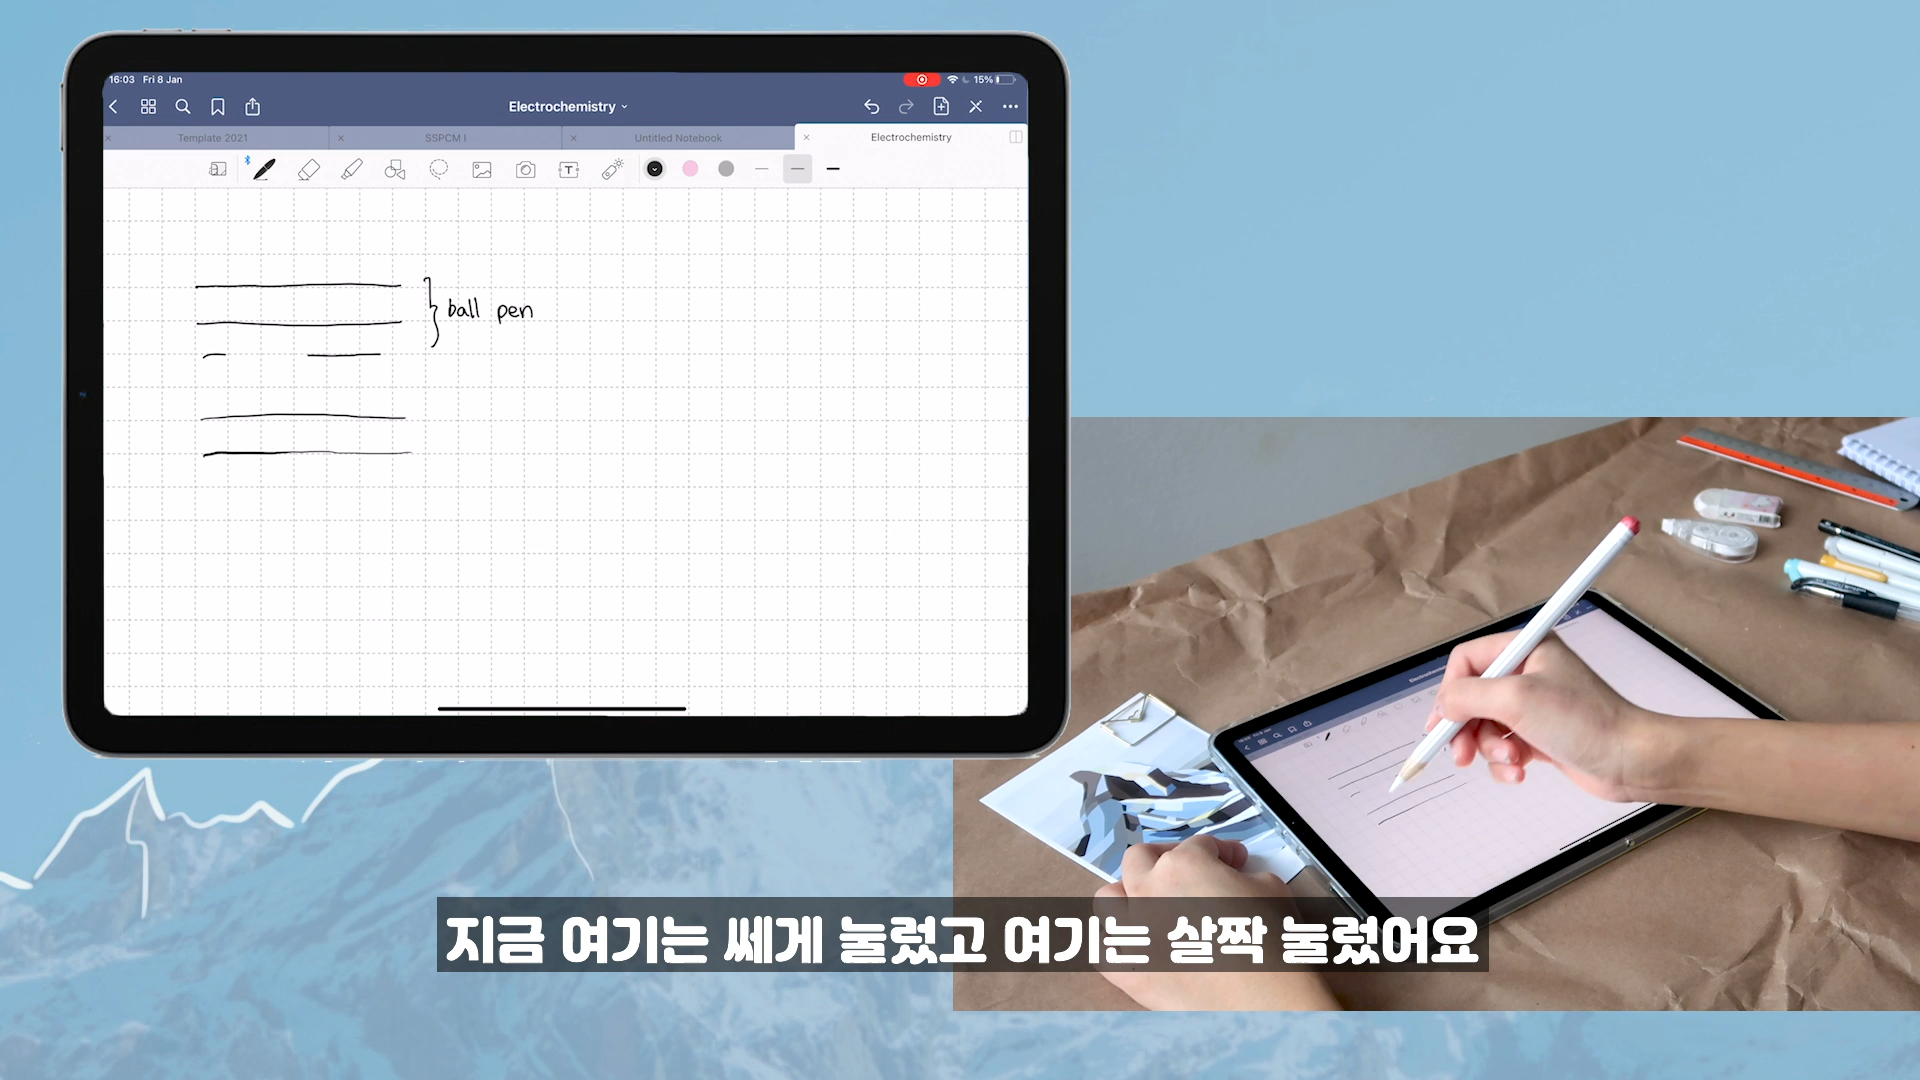 16:03 Fri 8 Jan 15%
Electrochemistry
Template 2021 SSPCM I Untitled Notebook Electrochemistry
T
ball pen
지금 여기는 쎄게 눌렀고 여기는 살짝 눌렀어요